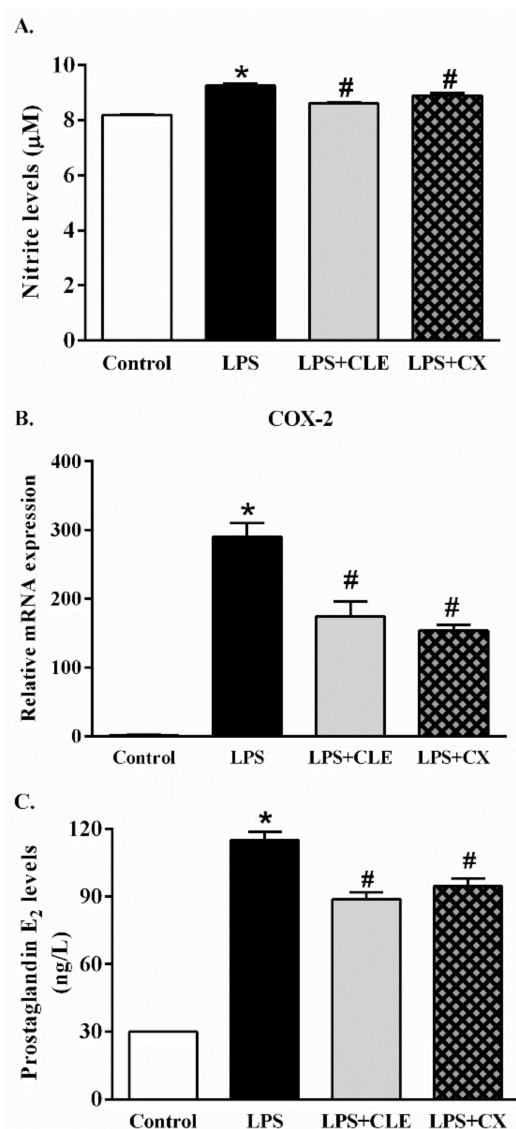 A.
Nitrite levels (μM)
10
8
6
4
2
0
*
#
#
Control LPS LPS+CLE LPS+CX
B.
COX-2
Relative mRNA expression
400
300
200
100
0
*
#
#
Control LPS LPS+CLE LPS+CX
C.
Prostaglandin E₂ levels
(ng/L)
120
90
60
30
0
*
#
#
Control LPS LPS+CLE LPS+CX